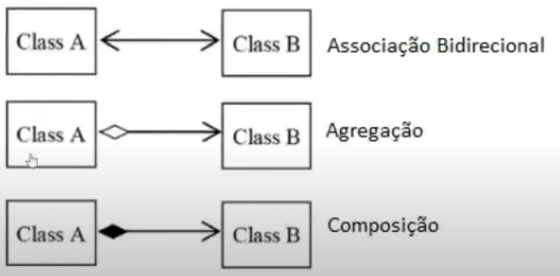 Class A Class B Associação Bidirecional
Class A Class B Agregação
Class A Class B Composição